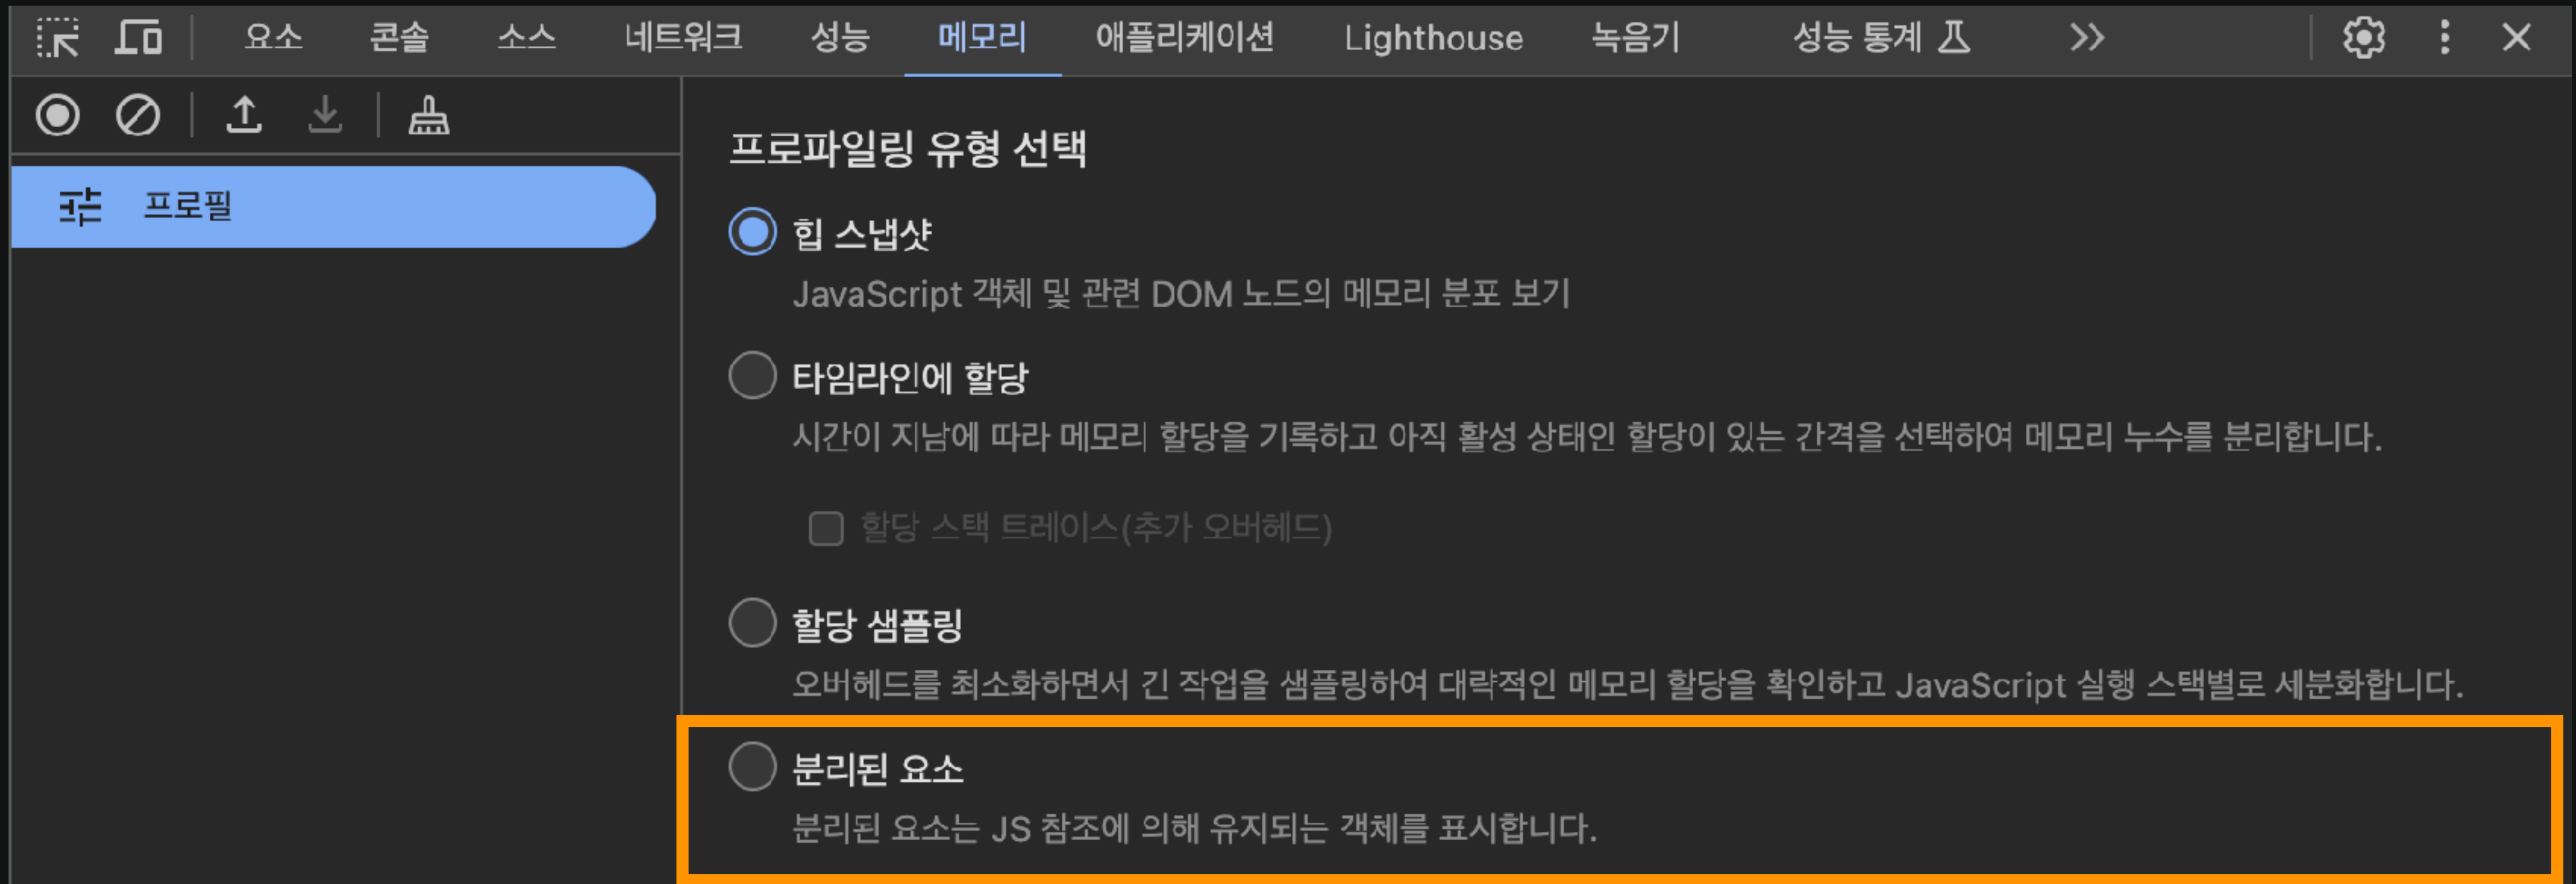 요소 콘솔 소스 네트워크 성능 메모리 애플리케이션 Lighthouse 녹음기 성능 통계
프로필
프로파일링 유형 선택
힙 스냅샷
JavaScript 객체 및 관련 DOM 노드의 메모리 분포 보기
타임라인에 할당
시간이 지남에 따라 메모리 할당을 기록하고 아직 활성 상태인 할당이 있는 간격을 선택하여 메모리 누수를 분리합니다.
할당 스택 트레이스(추가 오버헤드)
할당 샘플링
오버헤드를 최소화하면서 긴 작업을 샘플링하여 대략적인 메모리 할당을 확인하고 JavaScript 실행 스택별로 세분화합니다.
분리된 요소
분리된 요소는 JS 참조에 의해 유지되는 객체를 표시합니다.